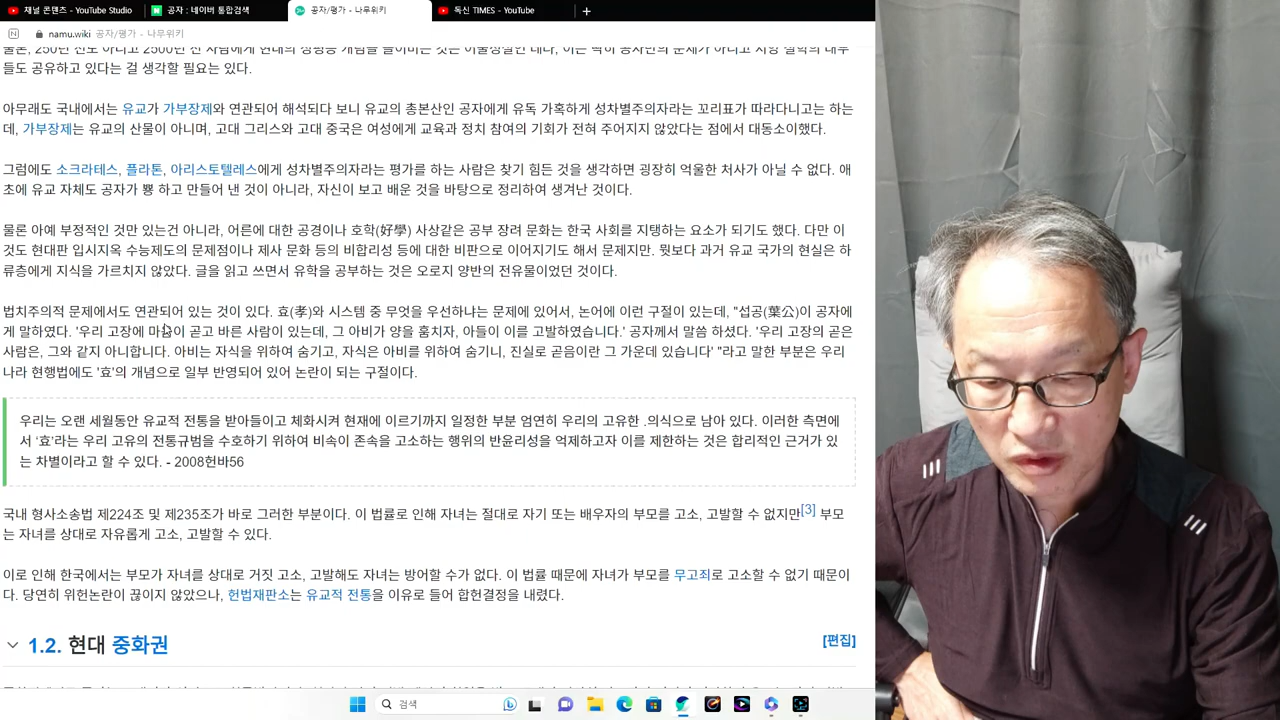 채널 콘텐츠 - YouTube Studio
공자 : 네이버 통합검색
공자/평가 - 나무위키
독신 TIMES - YouTube
namu.wiki 공자/평가 - 나무위키
들도 공유하고 있다는 걸 생각할 필요는 있다.
아무래도 국내에서는 유교가 가부장제와 연관되어 해석되다 보니 유교의 총본산인 공자에게 유독 가혹하게 성차별주의자라는 꼬리표가 따라다니고는 하는
데, 가부장제는 유교의 산물이 아니며, 고대 그리스와 고대 중국은 여성에게 교육과 정치 참여의 기회가 전혀 주어지지 않았다는 점에서 대동소이했다.
그럼에도 소크라테스, 플라톤, 아리스토텔레스에게 성차별주의자라는 평가를 하는 사람은 찾기 힘든 것을 생각하면 굉장히 억울한 처사가 아닐 수 없다. 애
초에 유교 자체도 공자가 뿅 하고 만들어 낸 것이 아니라, 자신이 보고 배운 것을 바탕으로 정리하여 생겨난 것이다.
물론 아예 부정적인 것만 있는건 아니라, 어른에 대한 공경이나 호학(好學) 사상같은 공부 장려 문화는 한국 사회를 지탱하는 요소가 되기도 했다. 다만 이
것도 현대판 입시지옥 수능제도의 문제점이나 제사 문화 등의 비합리성 등에 대한 비판으로 이어지기도 해서 문제지만. 뭣보다 과거 유교 국가의 현실은 하
류층에게 지식을 가르치지 않았다. 글을 읽고 쓰면서 유학을 공부하는 것은 오로지 양반의 전유물이었던 것이다.
법치주의적 문제에서도 연관되어 있는 것이 있다. 효(孝)와 시스템 중 무엇을 우선하냐는 문제에 있어서, 논어에 이런 구절이 있는데, "섭공(葉公)이 공자에
게 말하였다. '우리 고장에 마음이 곧고 바른 사람이 있는데, 그 아비가 양을 훔치자, 아들이 이를 고발하였습니다.' 공자께서 말씀 하셨다. '우리 고장의 곧은
사람은, 그와 같지 아니합니다. 아비는 자식을 위하여 숨기고, 자식은 아비를 위하여 숨기니, 진실로 곧음이란 그 가운데 있습니다' "라고 말한 부분은 우리
나라 현행법에도 '효'의 개념으로 일부 반영되어 있어 논란이 되는 구절이다.
우리는 오랜 세월동안 유교적 전통을 받아들이고 체화시켜 현재에 이르기까지 일정한 부분 엄연히 우리의 고유한 .의식으로 남아 있다. 이러한 측면에
서 '효'라는 우리 고유의 전통규범을 수호하기 위하여 비속이 존속을 고소하는 행위의 반윤리성을 억제하고자 이를 제한하는 것은 합리적인 근거가 있
는 차별이라고 할 수 있다. - 2008헌바56
국내 형사소송법 제224조 및 제235조가 바로 그러한 부분이다. 이 법률로 인해 자녀는 절대로 자기 또는 배우자의 부모를 고소, 고발할 수 없지만[3] 부모
는 자녀를 상대로 자유롭게 고소, 고발할 수 있다.
이로 인해 한국에서는 부모가 자녀를 상대로 거짓 고소, 고발해도 자녀는 방어할 수가 없다. 이 법률 때문에 자녀가 부모를 무고죄로 고소할 수 없기 때문이
다. 당연히 위헌논란이 끊이지 않았으나, 헌법재판소는 유교적 전통을 이유로 들어 합헌결정을 내렸다.
1.2. 현대 중화권 [편집]
검색